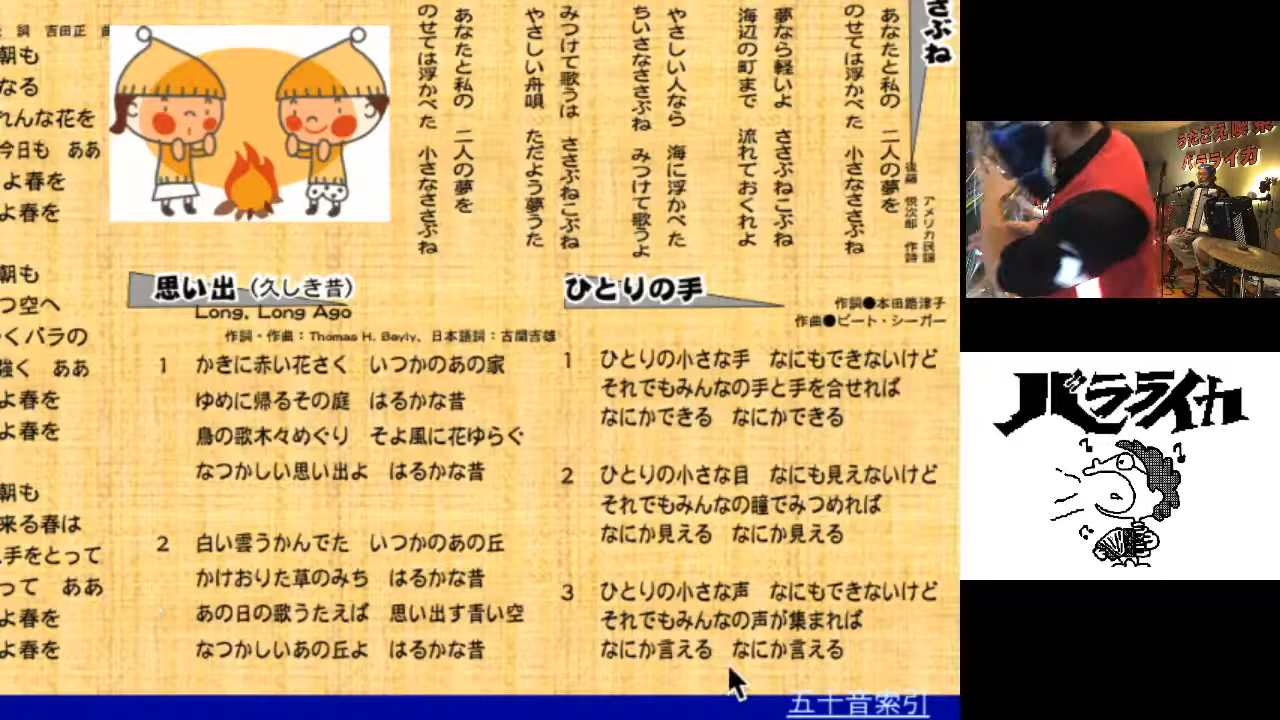 さぶね
アメリカ民謡
後藤 悦次郎 作詩
あなたと私の 二人の夢を
のせては浮かべた 小さなささぶね
夢なら軽いよ ささぶねこぶね
海辺の町まで 流れておくれよ
やさしい人なら 海に浮かべた
ちいさなささぶね みつけて歌うよ
みつけて歌うは ささぶねこぶね
やさしい舟唄 ただよう夢うた
あなたと私の 二人の夢を
のせては浮かべた 小さなささぶね
詞 吉田正 曲
朝も
なる
れんな花を
今日も ああ
よ春を
よ春を
朝も
つ空へ
くバラの
強く ああ
よ春を
よ春を
朝も
来る春は
手をとって
って ああ
よ春を
よ春を
思い出 (久しき昔)
Long, Long Ago
作詞・作曲：Thomas H. Bayly、日本語詞：古関吉雄
1 かきに赤い花さく いつかのあの家
ゆめに帰るその庭 はるかな昔
鳥の歌木々めぐり そよ風に花ゆらぐ
なつかしい思い出よ はるかな昔
2 白い雲うかんでた いつかのあの丘
かけおりた草のみち はるかな昔
あの日の歌うたえば 思い出す青い空
なつかしいあの丘よ はるかな昔
ひとりの手
作詞●本田路津子
作曲●ピート・シーガー
1 ひとりの小さな手 なにもできないけど
それでもみんなの手と手を合せれば
なにかできる なにかできる
2 ひとりの小さな目 なにも見えないけど
それでもみんなの瞳でみつめれば
なにか見える なにか見える
3 ひとりの小さな声 なにもできないけど
それでもみんなの声が集まれば
なにか言える なにか言える
五十音索引
うたごえ喫茶
バラライカ
バラライカ